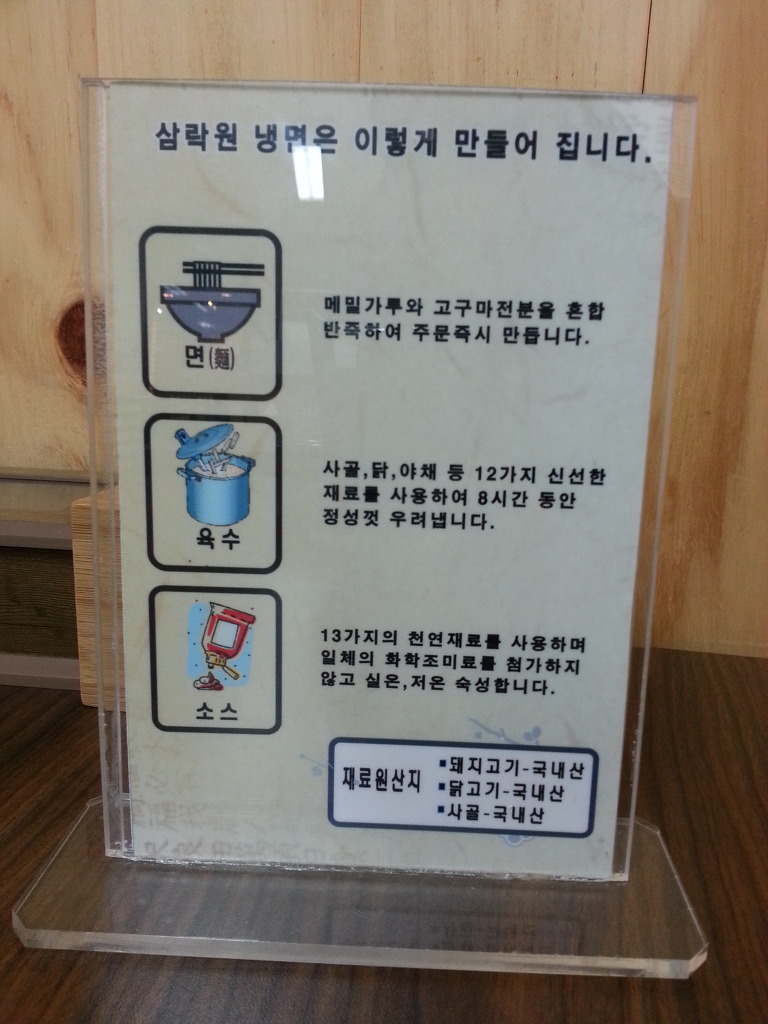 삼락원 냉면은 이렇게 만들어 집니다.
면(麵)
메밀가루와 고구마전분을 혼합
반죽하여 주문즉시 만듭니다.
육수
사골,닭,야채 등 12가지 신선한
재료를 사용하여 8시간 동안
정성껏 우려냅니다.
소스
13가지의 천연재료를 사용하며
일체의 화학조미료를 첨가하지
않고 실온,저온 숙성합니다.
재료원산지
▪돼지고기-국내산
▪닭고기-국내산
▪사골-국내산